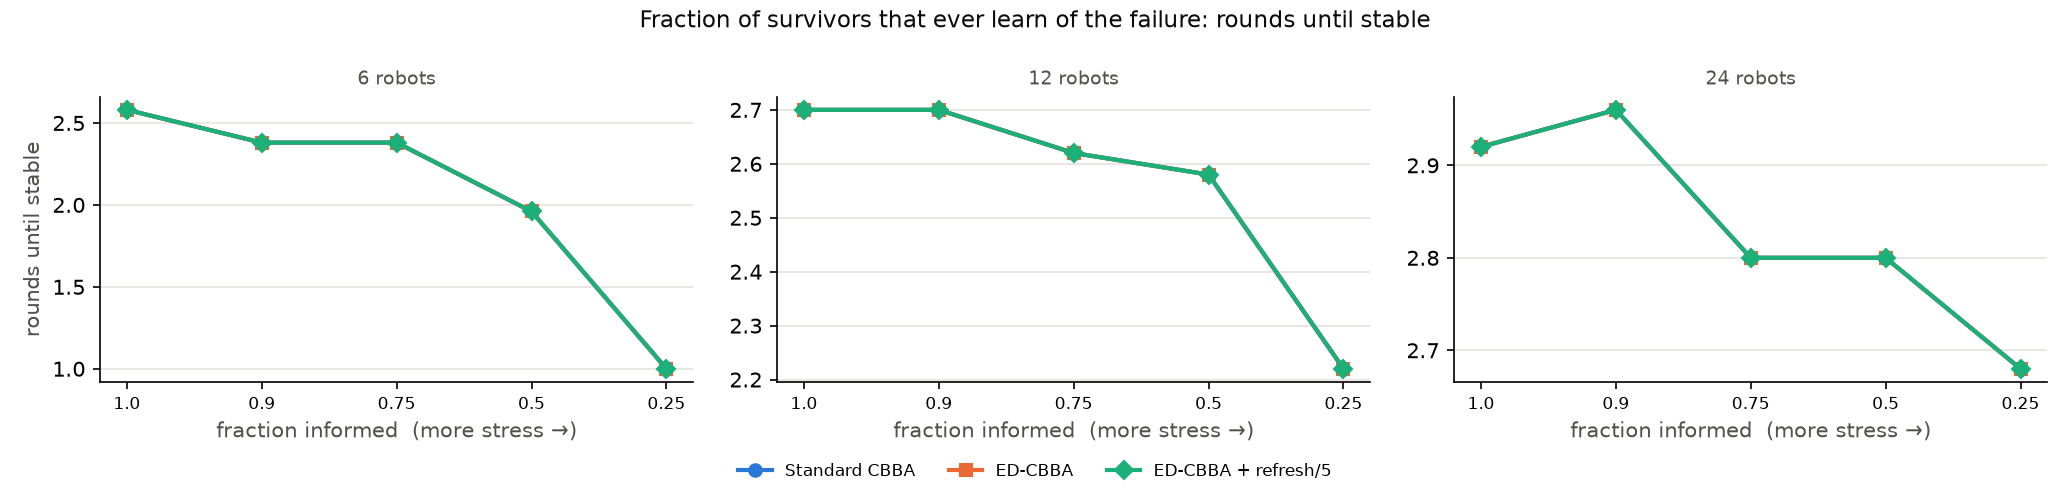 Fraction of survivors that ever learn of the failure: rounds until stable
6 robots
12 robots
24 robots
rounds until stable
2.5
2.0
1.5
1.0
1.0 0.9 0.75 0.5 0.25
fraction informed (more stress →)
2.7
2.6
2.5
2.4
2.3
2.2
1.0 0.9 0.75 0.5 0.25
fraction informed (more stress →)
2.9
2.8
2.7
1.0 0.9 0.75 0.5 0.25
fraction informed (more stress →)
Standard CBBA ED-CBBA ED-CBBA + refresh/5